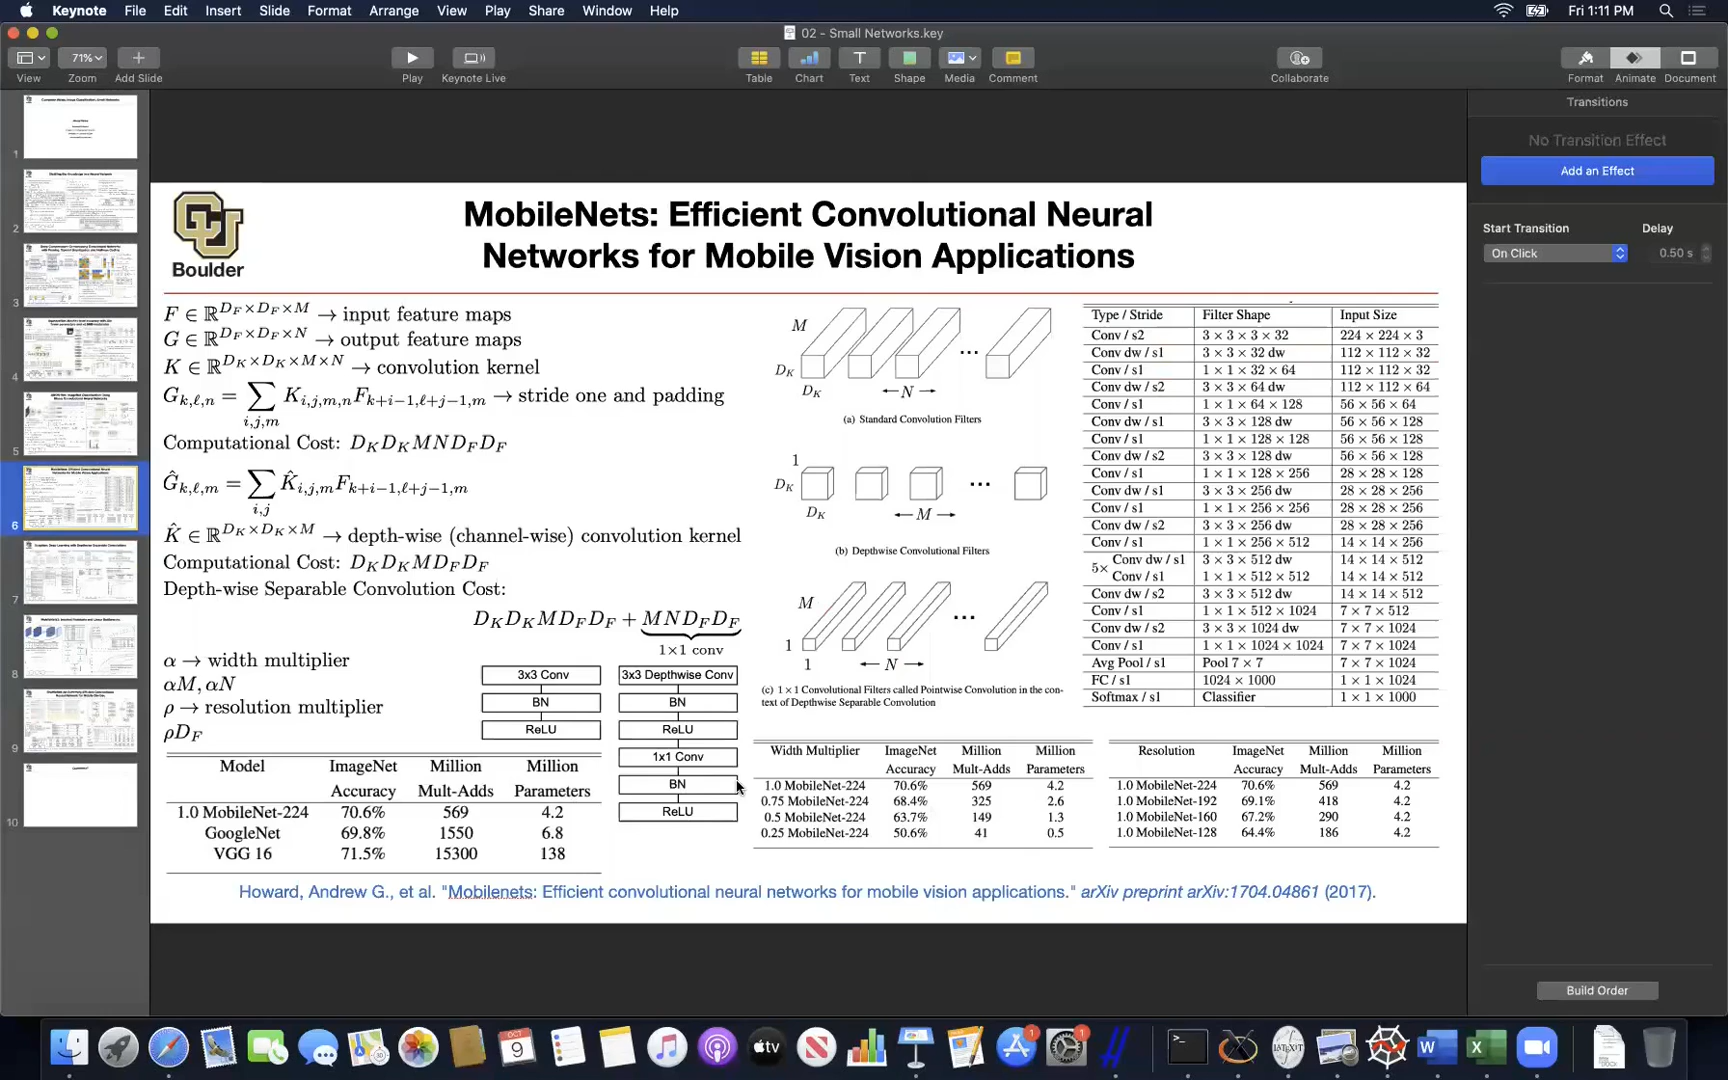 Keynote File Edit Insert Slide Format Arrange View Play Share Window Help
Fri 1:11 PM
02 - Small Networks.key
71%
View Zoom Add Slide
Play Keynote Live
Table Chart Text Shape Media Comment
Collaborate
Format Animate Document
Transitions
No Transition Effect
Add an Effect
Start Transition Delay
On Click 0.50 s
Build Order
1
2
3
4
5
6
7
8
9
10
CU
Boulder
MobileNets: Efficient Convolutional Neural
Networks for Mobile Vision Applications
F ∈ ℝ^{D_F×D_F×M} → input feature maps
G ∈ ℝ^{D_F×D_F×N} → output feature maps
K ∈ ℝ^{D_K×D_K×M×N} → convolution kernel
G_{k,ℓ,n} = ∑_{i,j,m} K_{i,j,m,n}F_{k+i−1,ℓ+j−1,m} → stride one and padding
Computational Cost: D_K D_K M N D_F D_F
Ĝ_{k,ℓ,m} = ∑_{i,j} K̂_{i,j,m}F_{k+i−1,ℓ+j−1,m}
K̂ ∈ ℝ^{D_K×D_K×M} → depth-wise (channel-wise) convolution kernel
Computational Cost: D_K D_K M D_F D_F
Depth-wise Separable Convolution Cost:
D_K D_K M D_F D_F + M N D_F D_F
1×1 conv
α → width multiplier
αM, αN
ρ → resolution multiplier
ρD_F
3x3 Conv
BN
ReLU
3x3 Depthwise Conv
BN
ReLU
1x1 Conv
BN
ReLU
M
D_K
D_K
←N→
...
(a) Standard Convolution Filters
1
D_K
D_K
←M→
...
(b) Depthwise Convolutional Filters
M
1
1
←N→
...
(c) 1 × 1 Convolutional Filters called Pointwise Convolution in the con-
text of Depthwise Separable Convolution
Type / Stride Filter Shape Input Size
Conv / s2 3 × 3 × 3 × 32 224 × 224 × 3
Conv dw / s1 3 × 3 × 32 dw 112 × 112 × 32
Conv / s1 1 × 1 × 32 × 64 112 × 112 × 32
Conv dw / s2 3 × 3 × 64 dw 112 × 112 × 64
Conv / s1 1 × 1 × 64 × 128 56 × 56 × 64
Conv dw / s1 3 × 3 × 128 dw 56 × 56 × 128
Conv / s1 1 × 1 × 128 × 128 56 × 56 × 128
Conv dw / s2 3 × 3 × 128 dw 56 × 56 × 128
Conv / s1 1 × 1 × 128 × 256 28 × 28 × 128
Conv dw / s1 3 × 3 × 256 dw 28 × 28 × 256
Conv / s1 1 × 1 × 256 × 256 28 × 28 × 256
Conv dw / s2 3 × 3 × 256 dw 28 × 28 × 256
Conv / s1 1 × 1 × 256 × 512 14 × 14 × 256
5× Conv dw / s1 3 × 3 × 512 dw 14 × 14 × 512
Conv / s1 1 × 1 × 512 × 512 14 × 14 × 512
Conv dw / s2 3 × 3 × 512 dw 14 × 14 × 512
Conv / s1 1 × 1 × 512 × 1024 7 × 7 × 512
Conv dw / s2 3 × 3 × 1024 dw 7 × 7 × 1024
Conv / s1 1 × 1 × 1024 × 1024 7 × 7 × 1024
Avg Pool / s1 Pool 7 × 7 7 × 7 × 1024
FC / s1 1024 × 1000 1 × 1 × 1024
Softmax / s1 Classifier 1 × 1 × 1000
Model ImageNet Million Million
Accuracy Mult-Adds Parameters
1.0 MobileNet-224 70.6% 569 4.2
GoogleNet 69.8% 1550 6.8
VGG 16 71.5% 15300 138
Width Multiplier ImageNet Million Million
Accuracy Mult-Adds Parameters
1.0 MobileNet-224 70.6% 569 4.2
0.75 MobileNet-224 68.4% 325 2.6
0.5 MobileNet-224 63.7% 149 1.3
0.25 MobileNet-224 50.6% 41 0.5
Resolution ImageNet Million Million
Accuracy Mult-Adds Parameters
1.0 MobileNet-224 70.6% 569 4.2
1.0 MobileNet-192 69.1% 418 4.2
1.0 MobileNet-160 67.2% 290 4.2
1.0 MobileNet-128 64.4% 186 4.2
Howard, Andrew G., et al. "Mobilenets: Efficient convolutional neural networks for mobile vision applications." arXiv preprint arXiv:1704.04861 (2017).
OCT
9
tv
1
1
W
X